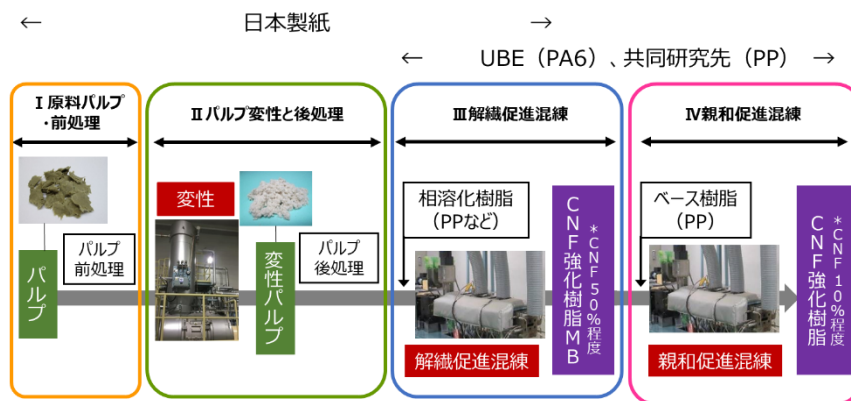 ← 日本製紙 →
← UBE（PA6）、共同研究先（PP） →
Ⅰ原料パルプ
・前処理
パルプ
パルプ
前処理
Ⅱパルプ変性と後処理
変性
変性パルプ
パルプ
後処理
Ⅲ解繊促進混練
相溶化樹脂
（PPなど）
解繊促進混練
CNF強化樹脂MB
*CNF50%程度
Ⅳ親和促進混練
ベース樹脂
（PP）
親和促進混練
CNF強化樹脂
*CNF10%程度